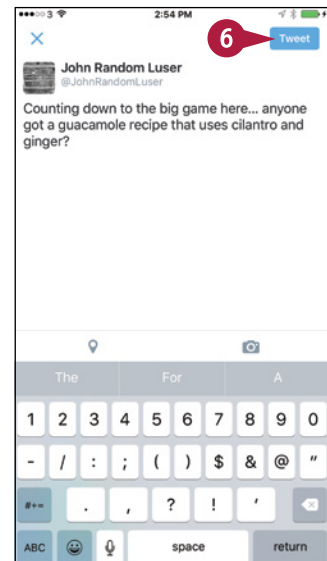 3 2:54 PM
6
Tweet
John Random Luser
@JohnRandomLuser
Counting down to the big game here... anyone
got a guacamole recipe that uses cilantro and
ginger?
The For A
1 2 3 4 5 6 7 8 9 0
- / : ; ( ) $ & @ "
#+= . , ? ! '
ABC space return